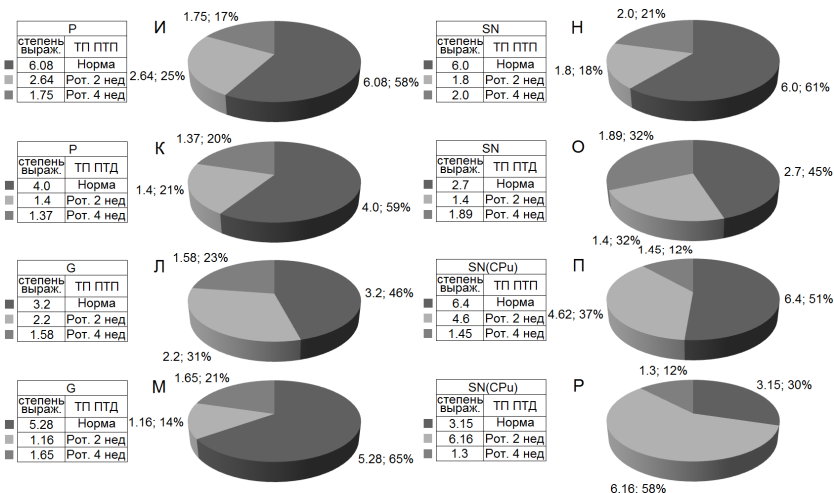 P
степень выраж. ТП ПТП
6.08 Норма
2.64 Рот. 2 нед
1.75 Рот. 4 нед
И
1.75; 17%
2.64; 25%
6.08; 58%
SN
степень выраж. ТП ПТП
6.0 Норма
1.8 Рот. 2 нед
2.0 Рот. 4 нед
Н
2.0; 21%
1.8; 18%
6.0; 61%
P
степень выраж. ТП ПТД
4.0 Норма
1.4 Рот. 2 нед
1.37 Рот. 4 нед
К
1.37; 20%
1.4; 21%
4.0; 59%
SN
степень выраж. ТП ПТД
2.7 Норма
1.4 Рот. 2 нед
1.89 Рот. 4 нед
О
1.89; 32%
2.7; 45%
1.4; 32%
G
степень выраж. ТП ПТП
3.2 Норма
2.2 Рот. 2 нед
1.58 Рот. 4 нед
Л
1.58; 23%
3.2; 46%
2.2; 31%
SN(CPu)
степень выраж. ТП ПТП
6.4 Норма
4.6 Рот. 2 нед
1.45 Рот. 4 нед
П
1.45; 12%
4.62; 37%
6.4; 51%
G
степень выраж. ТП ПТД
5.28 Норма
1.16 Рот. 2 нед
1.65 Рот. 4 нед
М
1.65; 21%
1.16; 14%
5.28; 65%
SN(CPu)
степень выраж. ТП ПТД
3.15 Норма
6.16 Рот. 2 нед
1.3 Рот. 4 нед
Р
1.3; 12%
3.15; 30%
6.16; 58%